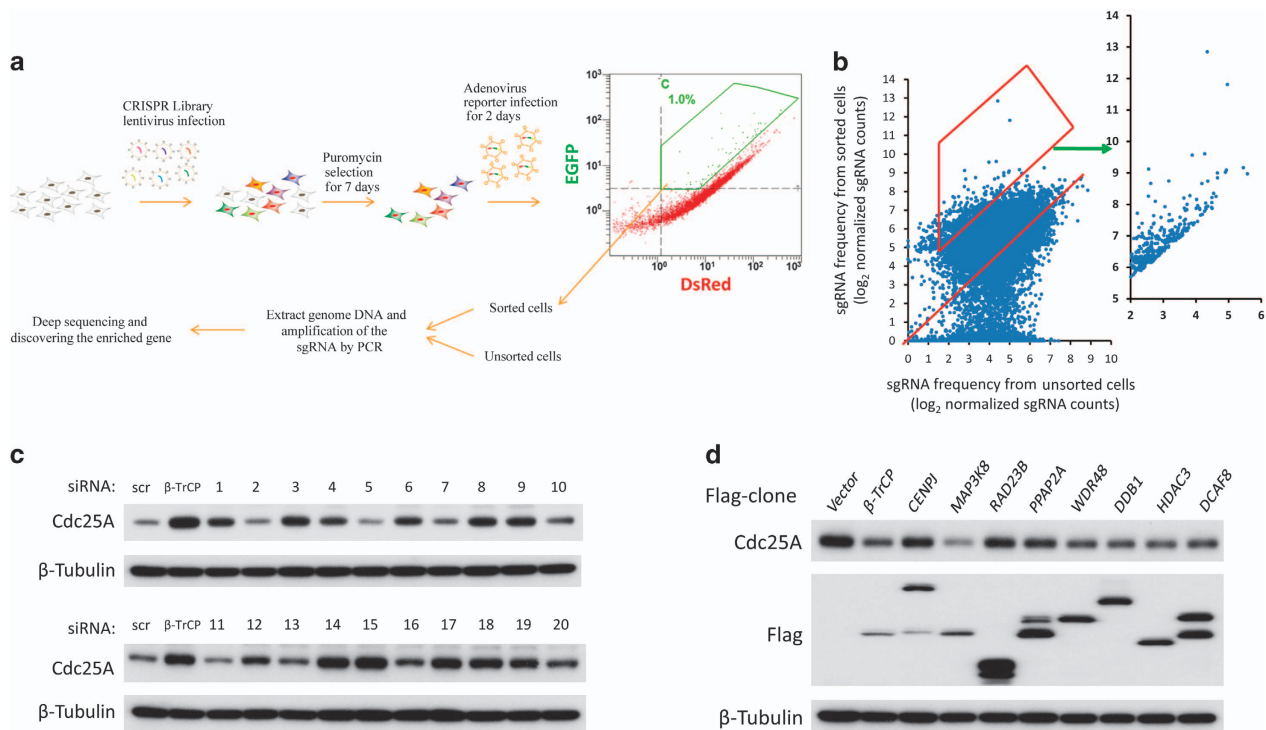 a
CRISPR Library
lentivirus infection
Puromycin
selection
for 7 days
Adenovirus
reporter infection
for 2 days
10³
10²
10¹
10⁰
EGFP
C
1.0%
10⁰ 10¹ 10² 10³
DsRed
Sorted cells
Unsorted cells
Extract genome DNA and
amplification of the
sgRNA by PCR
Deep sequencing and
discovering the enriched gene
b
sgRNA frequency from sorted cells
(log₂ normalized sgRNA counts)
14
13
12
11
10
9
8
7
6
5
4
3
2
1
0
0 1 2 3 4 5 6 7 8 9 10
sgRNA frequency from unsorted cells
(log₂ normalized sgRNA counts)
14
13
12
11
10
9
8
7
6
5
2 3 4 5 6
c
siRNA: scr β-TrCP 1 2 3 4 5 6 7 8 9 10
Cdc25A
β-Tubulin
siRNA: scr β-TrCP 11 12 13 14 15 16 17 18 19 20
Cdc25A
β-Tubulin
d
Flag-clone Vector β-TrCP CENPJ MAP3K8 RAD23B PPAP2A WDR48 DDB1 HDAC3 DCAF8
Cdc25A
Flag
β-Tubulin